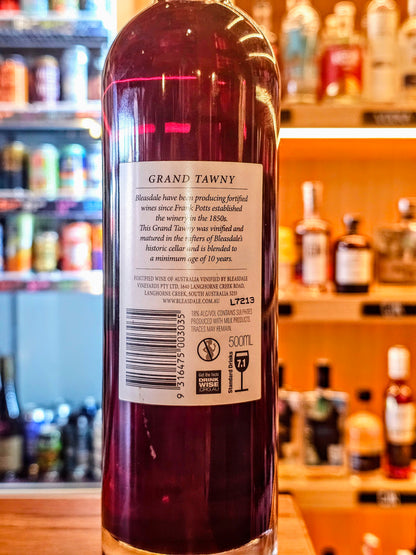 GRAND TAWNY
Bleasdale have been producing fortified
wines since Frank Potts established
the winery in the 1850s.
This Grand Tawny was vinified and
matured in the rafters of Bleasdale's
historic cellar and is blended to
a minimum age of 10 years.
FORTIFIED WINE OF AUSTRALIA VINIFIED BY BLEASDALE
VINEYARDS PTY LTD, 1640 LANGHORNE CREEK ROAD,
LANGHORNE CREEK, SOUTH AUSTRALIA 5255
WWW.BLEASDALE.COM.AU
L7213
18% ALC/VOL. CONTAINS SULPHITES
PRODUCED WITH MILK PRODUCTS.
TRACES MAY REMAIN.
500ML
Get the facts
DRINK
WISE
.ORG.AU
Standard Drinks
7.1
9 316475 003035